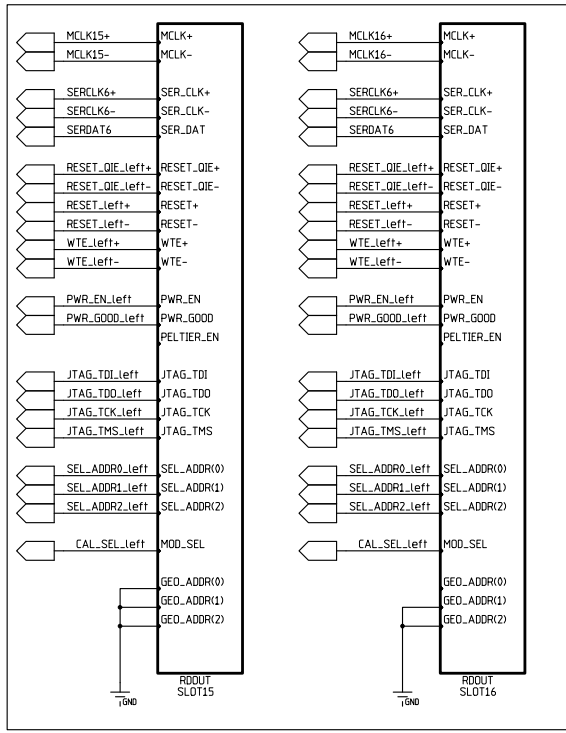 MCLK15+ MCLK+
MCLK15- MCLK-
SERCLK6+ SER_CLK+
SERCLK6- SER_CLK-
SERDAT6 SER_DAT
RESET_QIE_left+ RESET_QIE+
RESET_QIE_left- RESET_QIE-
RESET_left+ RESET+
RESET_left- RESET-
WTE_left+ WTE+
WTE_left- WTE-
PWR_EN_left PWR_EN
PWR_GOOD_left PWR_GOOD
PELTIER_EN
JTAG_TDI_left JTAG_TDI
JTAG_TDO_left JTAG_TDO
JTAG_TCK_left JTAG_TCK
JTAG_TMS_left JTAG_TMS
SEL_ADDR0_left SEL_ADDR(0)
SEL_ADDR1_left SEL_ADDR(1)
SEL_ADDR2_left SEL_ADDR(2)
CAL_SEL_left MOD_SEL
GEO_ADDR(0)
GEO_ADDR(1)
GEO_ADDR(2)
RDOUT
SLOT15
GND
MCLK16+ MCLK+
MCLK16- MCLK-
SERCLK6+ SER_CLK+
SERCLK6- SER_CLK-
SERDAT6 SER_DAT
RESET_QIE_left+ RESET_QIE+
RESET_QIE_left- RESET_QIE-
RESET_left+ RESET+
RESET_left- RESET-
WTE_left+ WTE+
WTE_left- WTE-
PWR_EN_left PWR_EN
PWR_GOOD_left PWR_GOOD
PELTIER_EN
JTAG_TDI_left JTAG_TDI
JTAG_TDO_left JTAG_TDO
JTAG_TCK_left JTAG_TCK
JTAG_TMS_left JTAG_TMS
SEL_ADDR0_left SEL_ADDR(0)
SEL_ADDR1_left SEL_ADDR(1)
SEL_ADDR2_left SEL_ADDR(2)
CAL_SEL_left MOD_SEL
GEO_ADDR(0)
GEO_ADDR(1)
GEO_ADDR(2)
RDOUT
SLOT16
GND